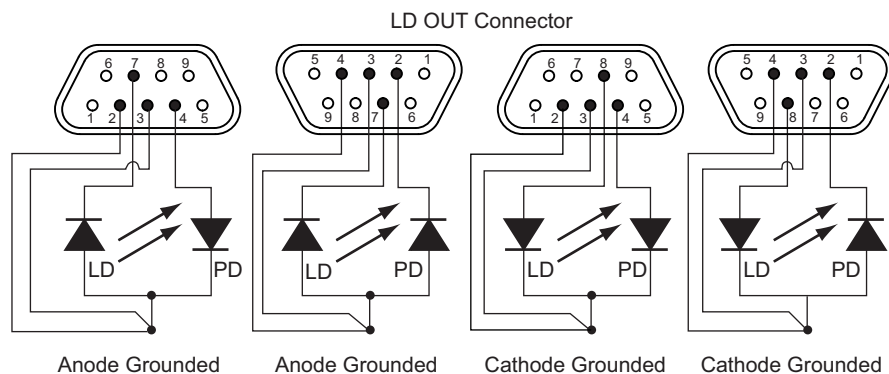 LD OUT Connector
6 7 8 9
1 2 3 4 5
LD PD
Anode Grounded
5 4 3 2 1
9 8 7 6
LD PD
Anode Grounded
6 7 8 9
1 2 3 4 5
LD PD
Cathode Grounded
5 4 3 2 1
9 8 7 6
LD PD
Cathode Grounded